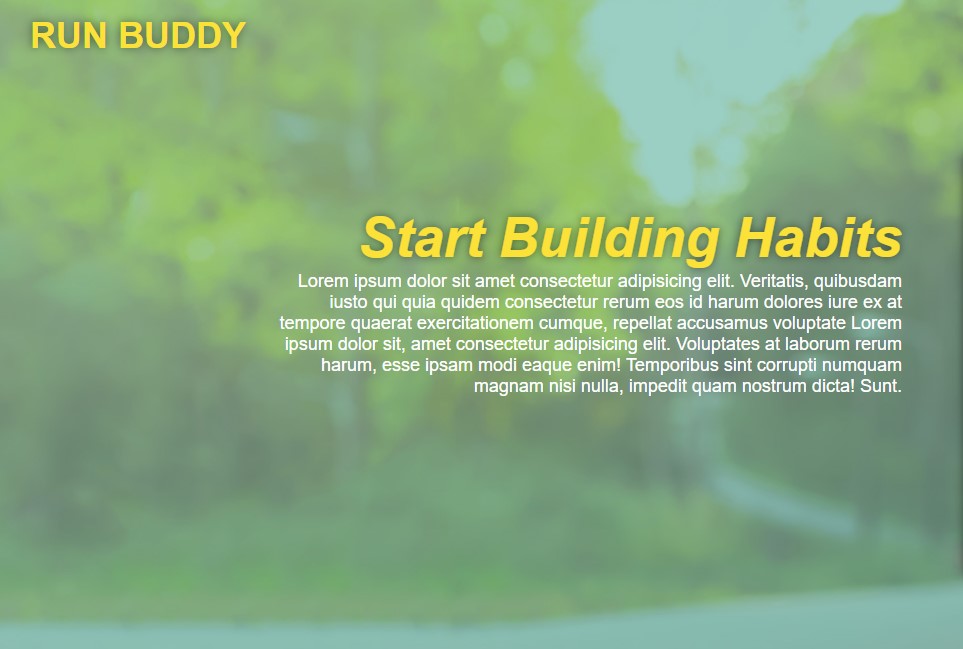 RUN BUDDY
Start Building Habits
Lorem ipsum dolor sit amet consectetur adipisicing elit. Veritatis, quibusdam
iusto qui quia quidem consectetur rerum eos id harum dolores iure ex at
tempore quaerat exercitationem cumque, repellat accusamus voluptate Lorem
ipsum dolor sit, amet consectetur adipisicing elit. Voluptates at laborum rerum
harum, esse ipsam modi eaque enim! Temporibus sint corrupti numquam
magnam nisi nulla, impedit quam nostrum dicta! Sunt.